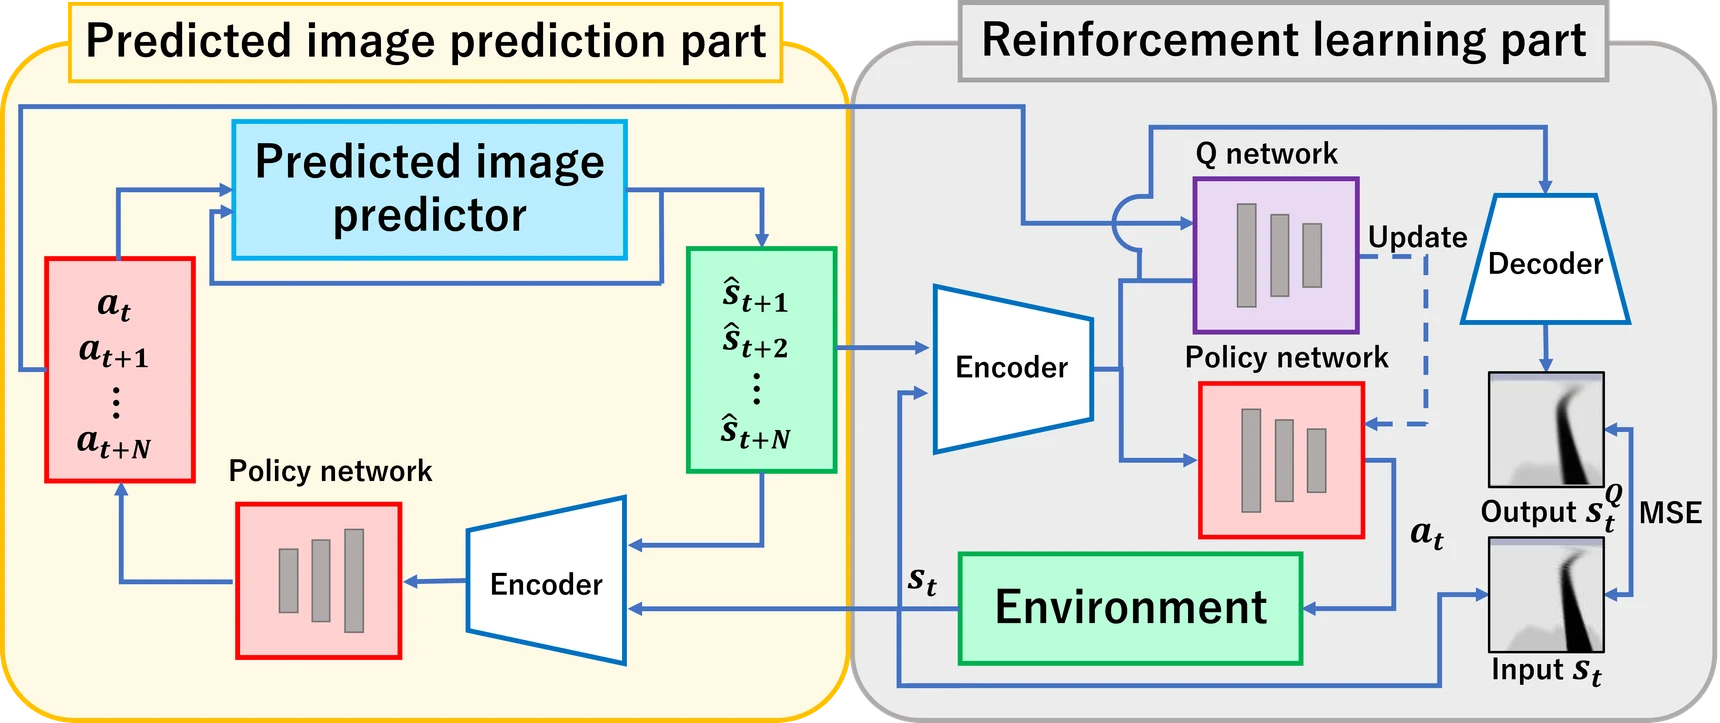 Predicted image prediction part
Reinforcement learning part
Predicted image
predictor
a_t
a_{t+1}
⋮
a_{t+N}
Policy network
ŝ_{t+1}
ŝ_{t+2}
⋮
ŝ_{t+N}
Encoder
Encoder
Q network
Update
Policy network
Decoder
a_t
s_t
Environment
Output s_t^Q
MSE
Input s_t